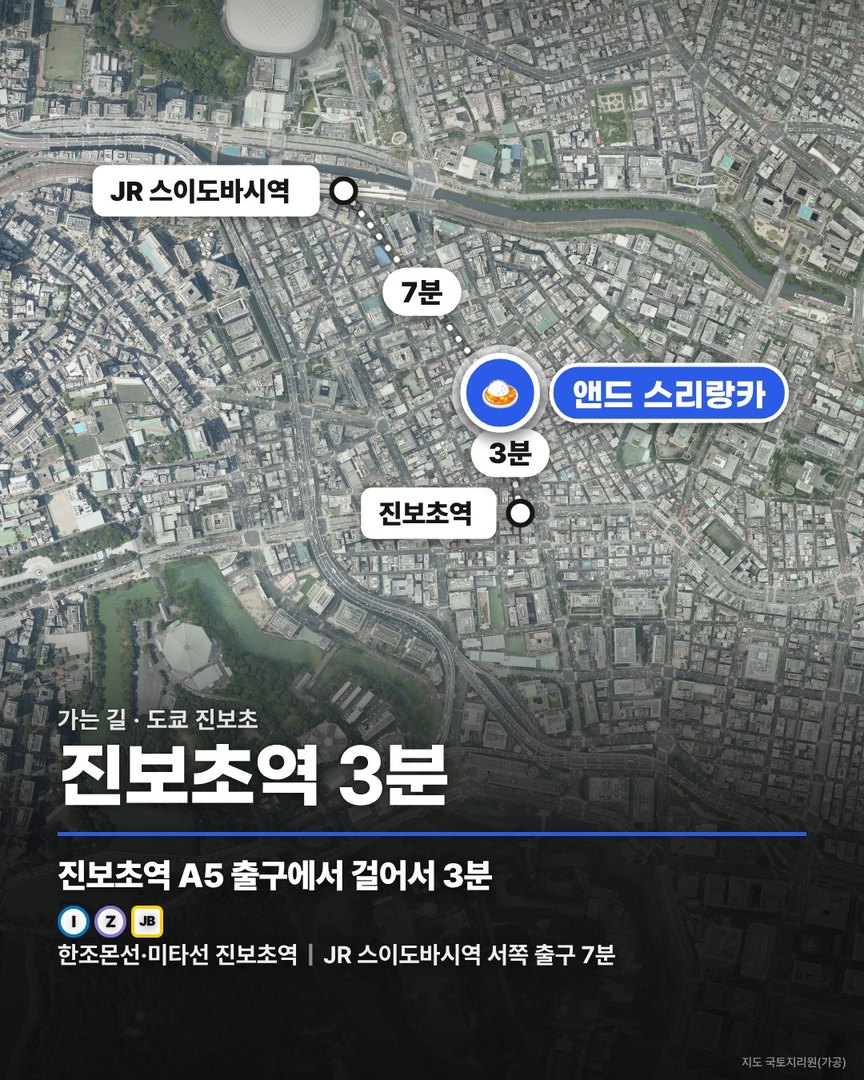 JR 스이도바시역
7분
앤드 스리랑카
3분
진보초역
가는 길 · 도쿄 진보초
진보초역 3분
진보초역 A5 출구에서 걸어서 3분
I Z JB
한조몬선·미타선 진보초역 | JR 스이도바시역 서쪽 출구 7분
지도 국토지리원(가공)